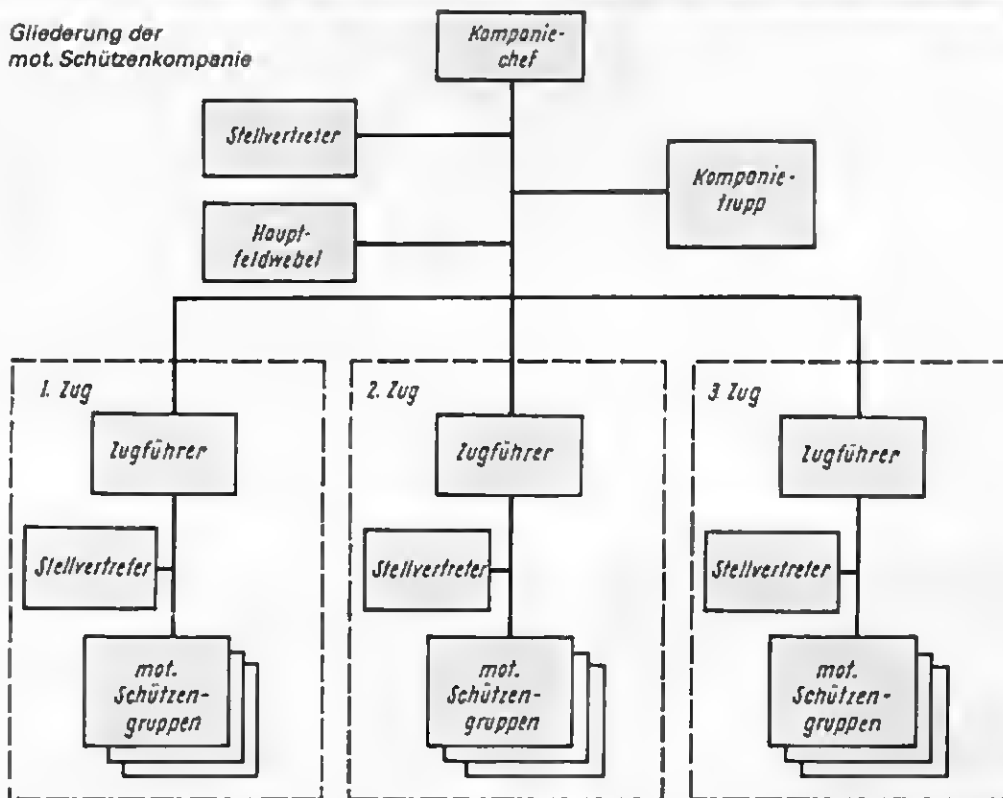 Gliederung der
mot. Schützenkompanie
Kompanie-
chef
Stellvertreter
Kompanie-
trupp
Haupt-
feldwebel
1. Zug
2. Zug
3. Zug
Zugführer
Zugführer
Zugführer
Stellvertreter
Stellvertreter
Stellvertreter
mot.
Schützen-
gruppen
mot.
Schützen-
gruppen
mot.
Schützen-
gruppen